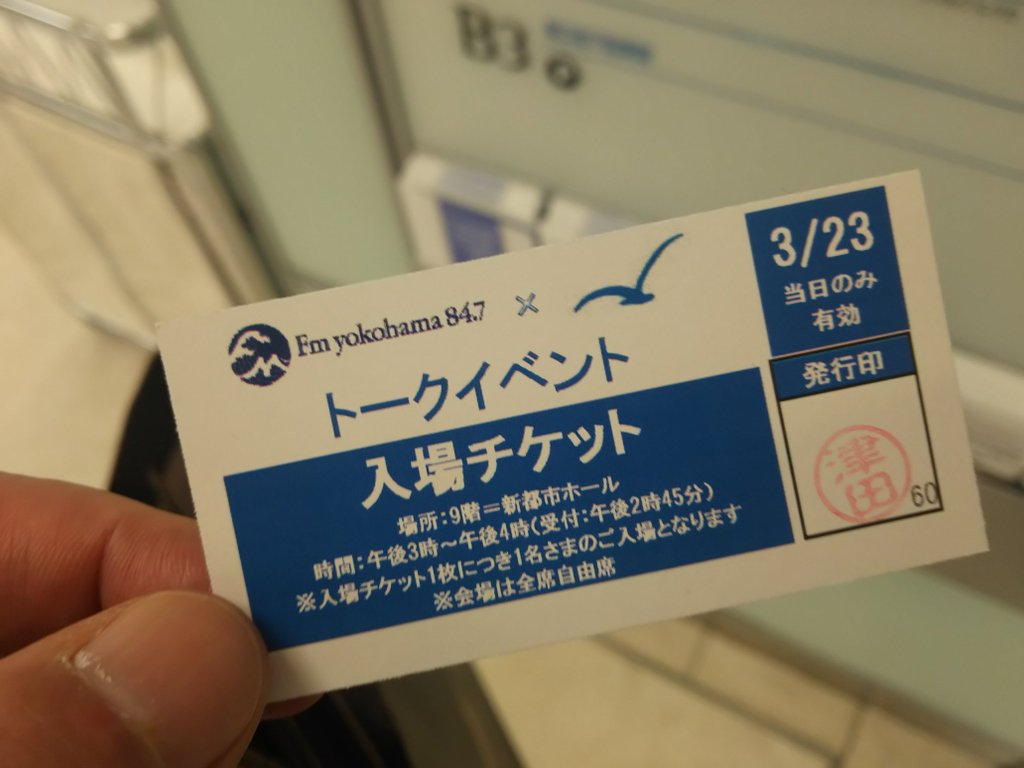 B3
Fm yokohama 84.7 ×
トークイベント
入場チケット
場所:9階=新都市ホール
時間:午後3時~午後4時(受付:午後2時45分)
※入場チケット1枚につき1名さまのご入場となります
※会場は全席自由席
3/23
当日のみ
有効
発行印
津田
60